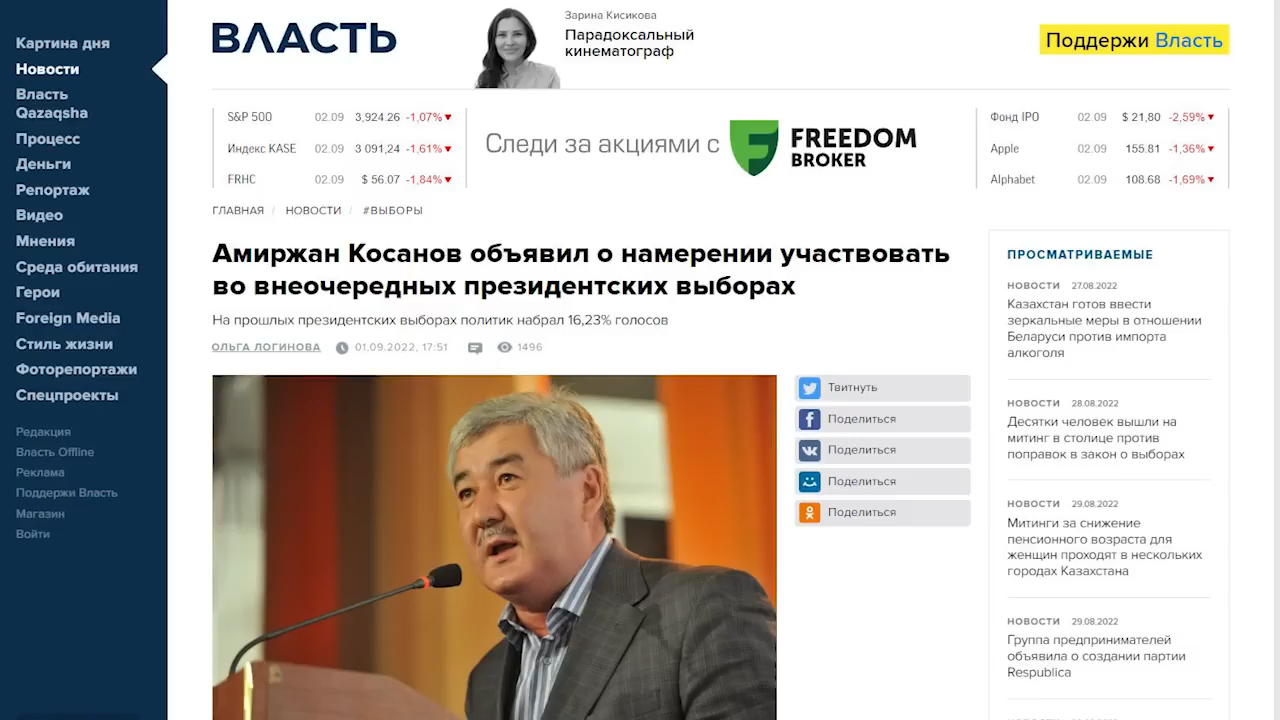 Картина дня
Новости
Власть
Qazaqsha
Процесс
Деньги
Репортаж
Видео
Мнения
Среда обитания
Герои
Foreign Media
Стиль жизни
Фоторепортажи
Спецпроекты
Редакция
Власть Offline
Реклама
Поддержи Власть
Магазин
Войти
ВЛАСТЬ
Зарина Кисикова
Парадоксальный
кинематограф
Поддержи Власть
S&P 500 02.09 3,924.26 -1,07%
Индекс KASE 02.09 3 091,24 -1,61%
FRHC 02.09 $ 56.07 -1,84%
Следи за акциями с
FREEDOM
BROKER
Фонд IPO 02.09 $ 21,80 -2,59%
Apple 02.09 155.81 -1,36%
Alphabet 02.09 108.68 -1,69%
ГЛАВНАЯ / НОВОСТИ / #ВЫБОРЫ
Амиржан Косанов объявил о намерении участвовать
во внеочередных президентских выборах
На прошлых президентских выборах политик набрал 16,23% голосов
ОЛЬГА ЛОГИНОВА 01.09.2022, 17:51 1496
Твитнуть
Поделиться
Поделиться
Поделиться
Поделиться
ПРОСМАТРИВАЕМЫЕ
НОВОСТИ 27.08.2022
Казахстан готов ввести
зеркальные меры в отношении
Беларуси против импорта
алкоголя
НОВОСТИ 28.08.2022
Десятки человек вышли на
митинг в столице против
поправок в закон о выборах
НОВОСТИ 29.08.2022
Митинги за снижение
пенсионного возраста для
женщин проходят в нескольких
городах Казахстана
НОВОСТИ 29.08.2022
Группа предпринимателей
объявила о создании партии
Respublica